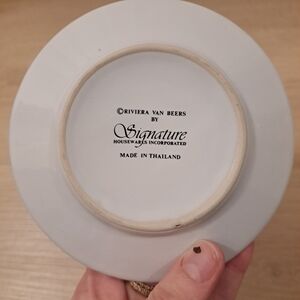 ©RIVIERA VAN BEERS
BY
Signature
HOUSEWARES INCORPORATED
MADE IN THAILAND